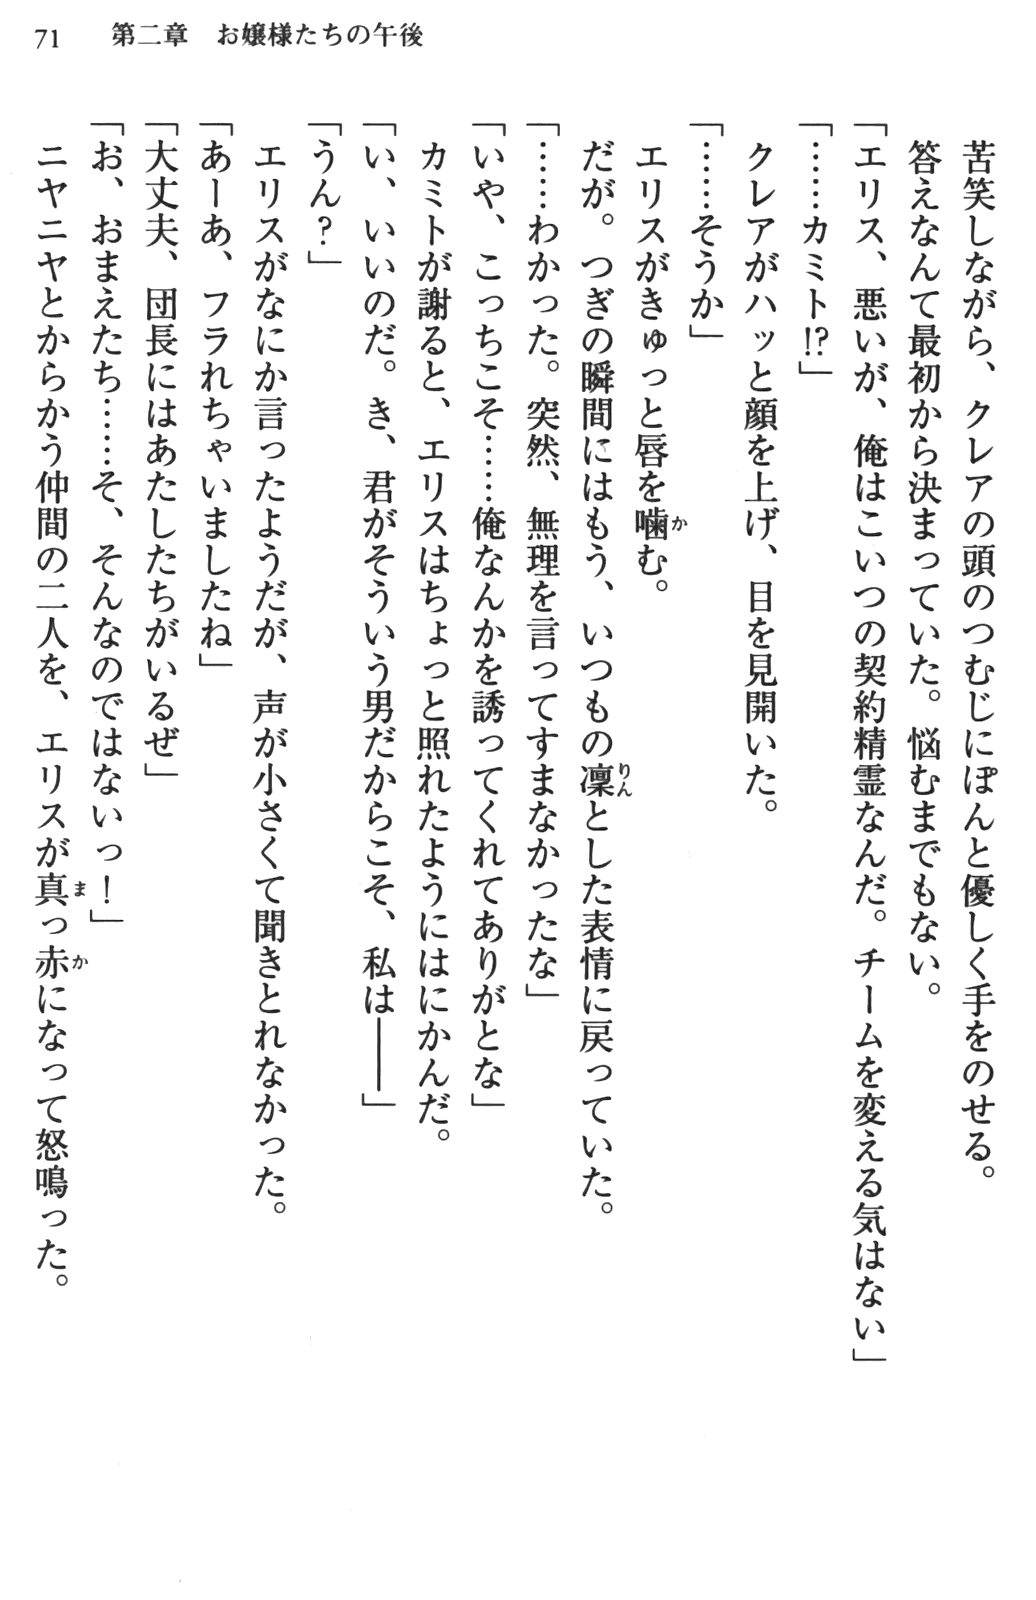 71　第二章　お嬢様たちの午後
苦笑しながら、クレアの頭のつむじにぽんと優しく手をのせる。
答えなんて最初から決まっていた。悩むまでもない。
「エリス、悪いが、俺はこいつの契約精霊なんだ。チームを変える気はない」
「……カミト!?」
クレアがハッと顔を上げ、目を見開いた。
「……そうか」
エリスがきゅっと唇を噛む。
だが。つぎの瞬間にはもう、いつもの凜とした表情に戻っていた。
「……わかった。突然、無理を言ってすまなかったな」
「いや、こっちこそ……俺なんかを誘ってくれてありがとな」
カミトが謝ると、エリスはちょっと照れたようにはにかんだ。
「い、いいのだ。き、君がそういう男だからこそ、私は――」
「うん？」
エリスがなにか言ったようだが、声が小さくて聞きとれなかった。
「あーあ、フラれちゃいましたね」
「大丈夫、団長にはあたしたちがいるぜ」
「お、おまえたち……そ、そんなのではないっ！」
ニヤニヤとからかう仲間の二人を、エリスが真っ赤になって怒鳴った。